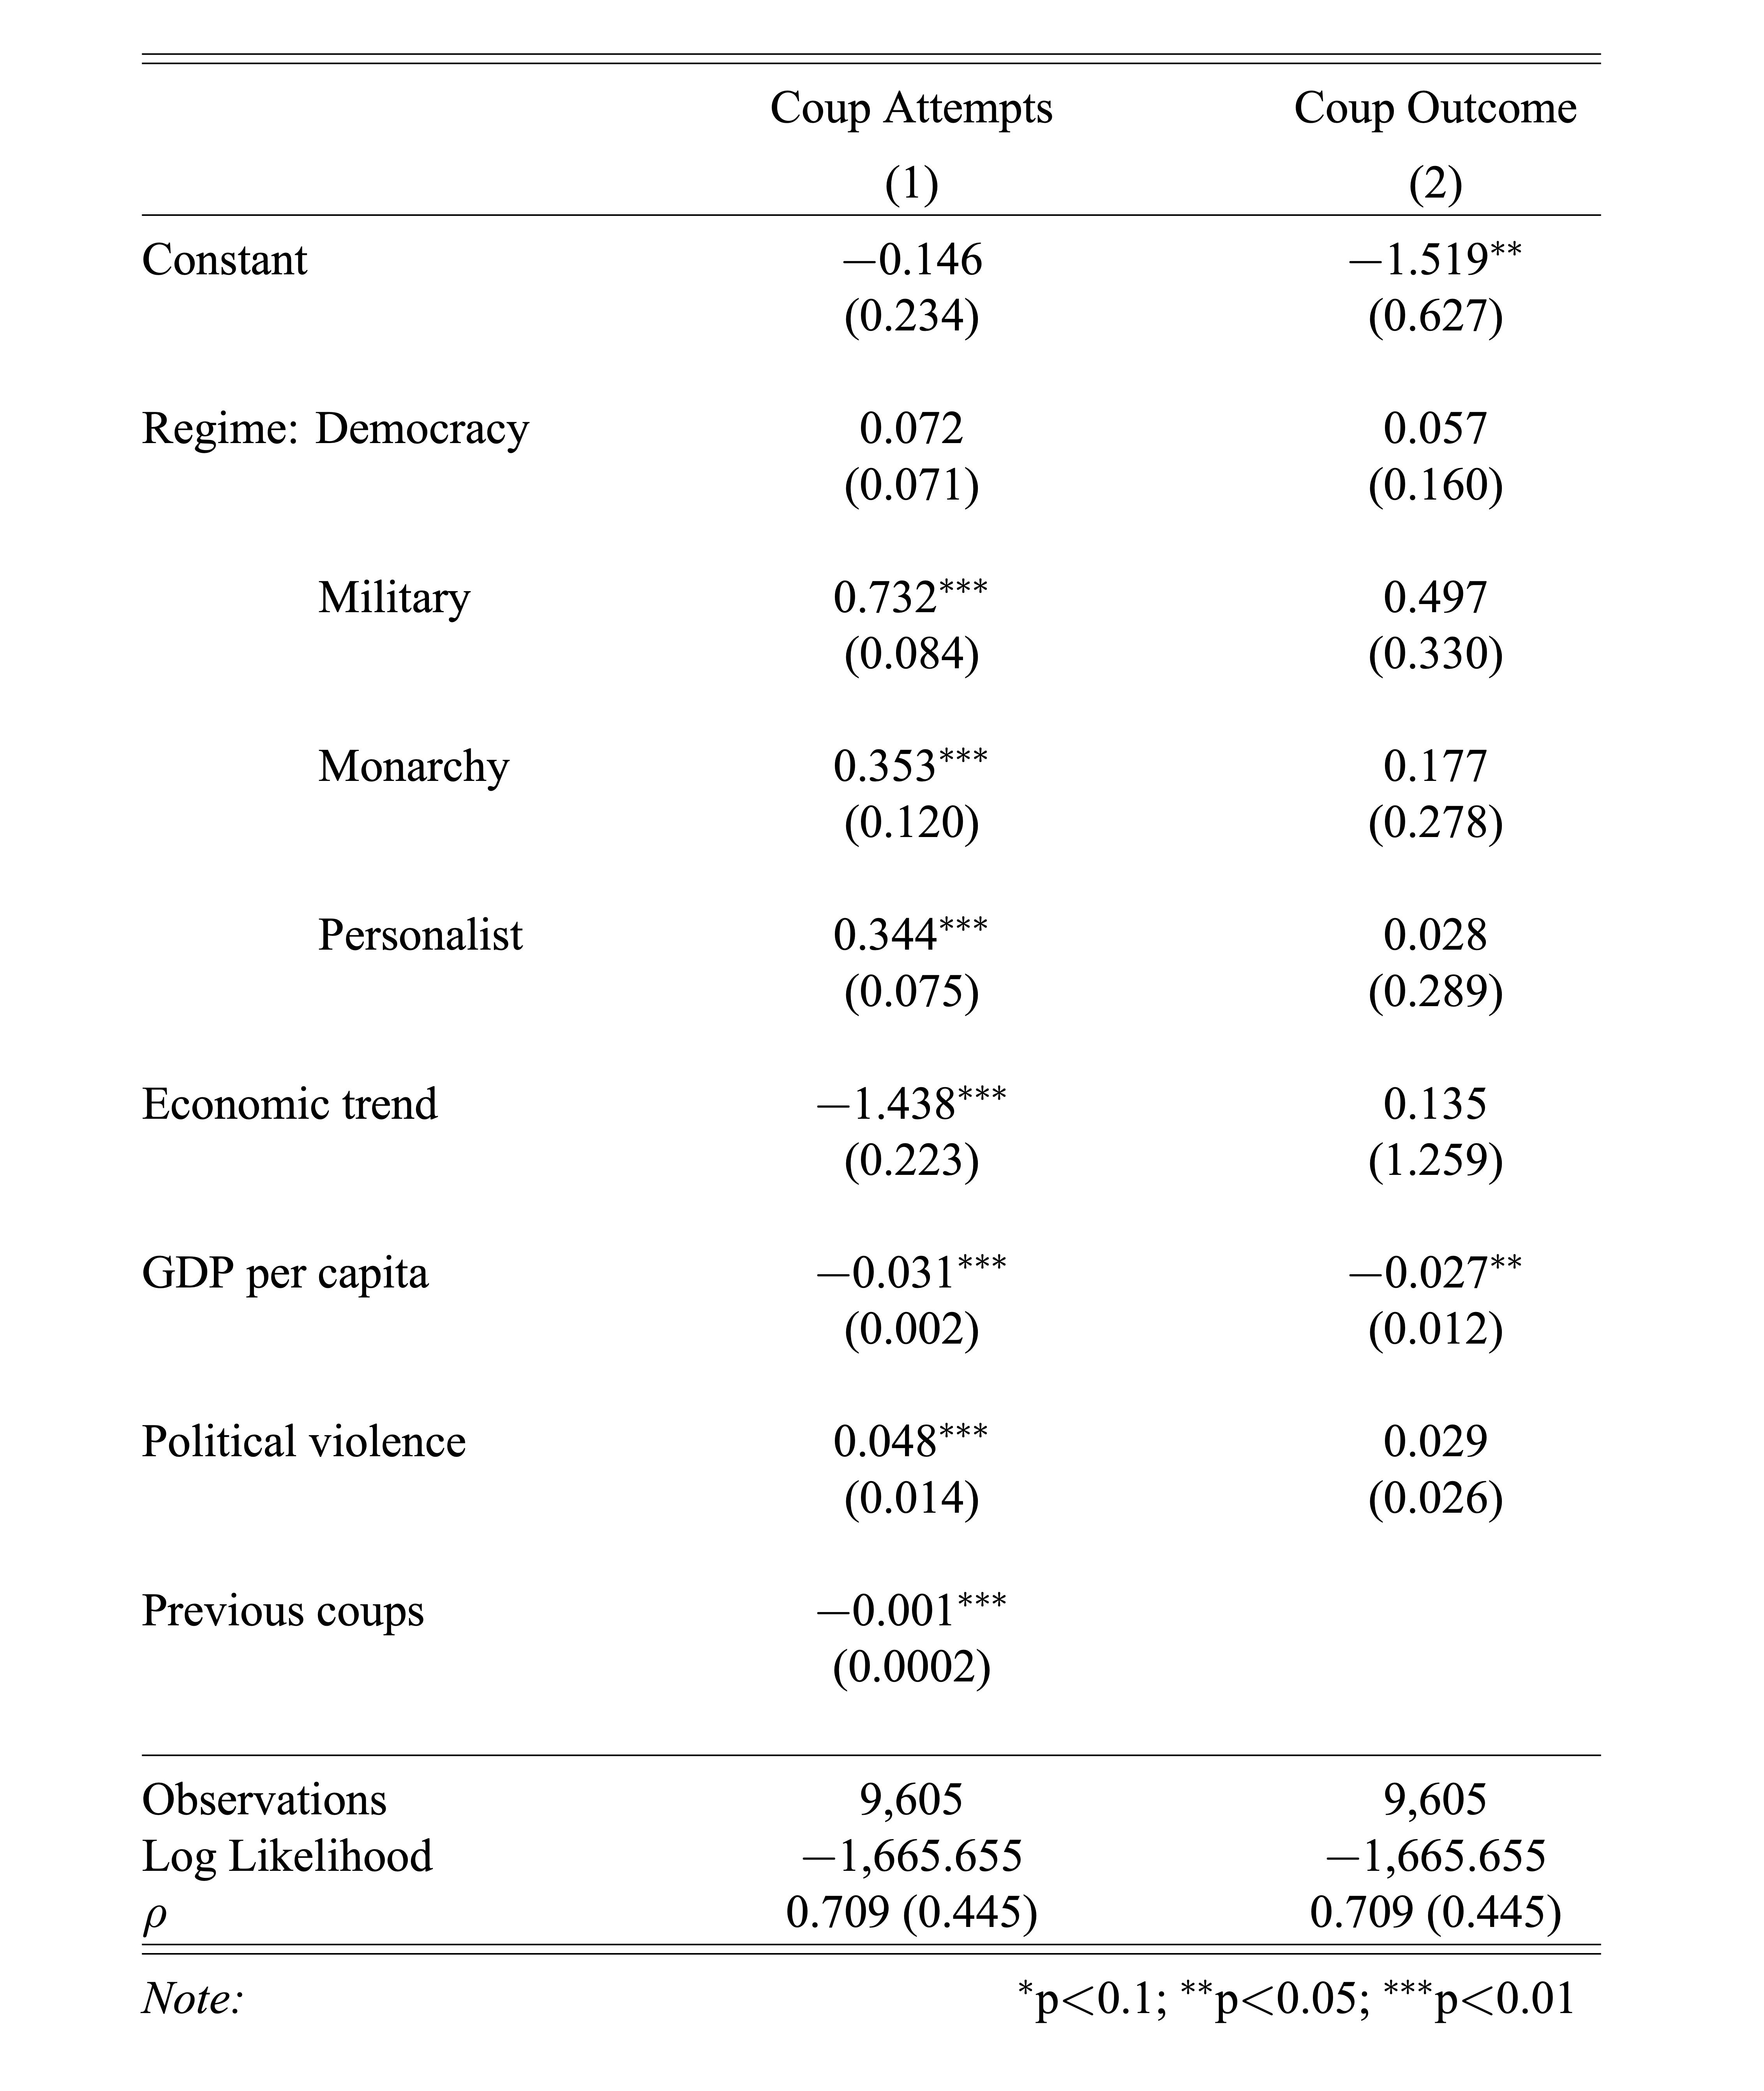 Coup Attempts Coup Outcome
(1) (2)
Constant −0.146 −1.519**
(0.234) (0.627)
Regime: Democracy 0.072 0.057
(0.071) (0.160)
Military 0.732*** 0.497
(0.084) (0.330)
Monarchy 0.353*** 0.177
(0.120) (0.278)
Personalist 0.344*** 0.028
(0.075) (0.289)
Economic trend −1.438*** 0.135
(0.223) (1.259)
GDP per capita −0.031*** −0.027**
(0.002) (0.012)
Political violence 0.048*** 0.029
(0.014) (0.026)
Previous coups −0.001***
(0.0002)
Observations 9,605 9,605
Log Likelihood −1,665.655 −1,665.655
ρ 0.709 (0.445) 0.709 (0.445)
Note: *p<0.1; **p<0.05; ***p<0.01